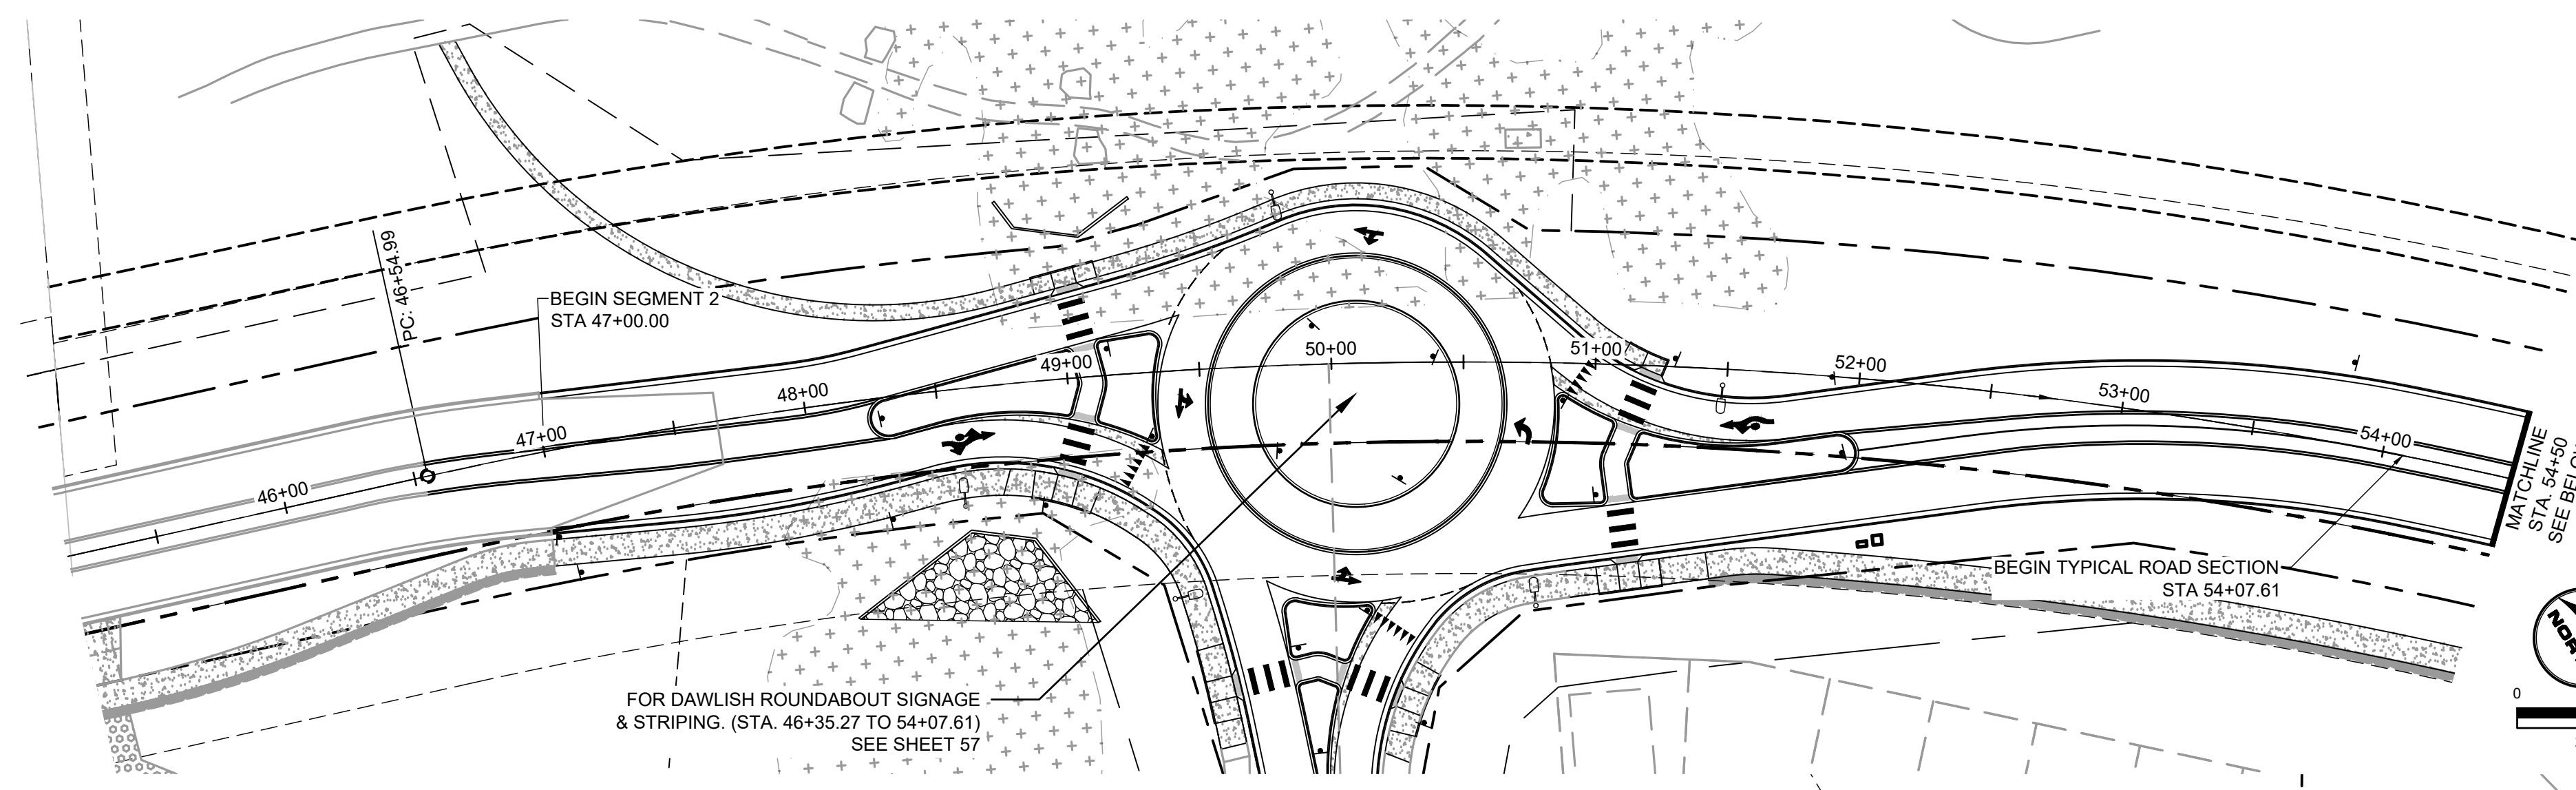 PC: 46+54.99
BEGIN SEGMENT 2
STA 47+00.00
46+00
47+00
48+00
49+00
50+00
51+00
52+00
53+00
54+00
MATCHLINE
STA. 54+50
SEE
BEGIN TYPICAL ROAD SECTION
STA 54+07.61
FOR DAWLISH ROUNDABOUT SIGNAGE
& STRIPING. (STA. 46+35.27 TO 54+07.61)
SEE SHEET 57
0